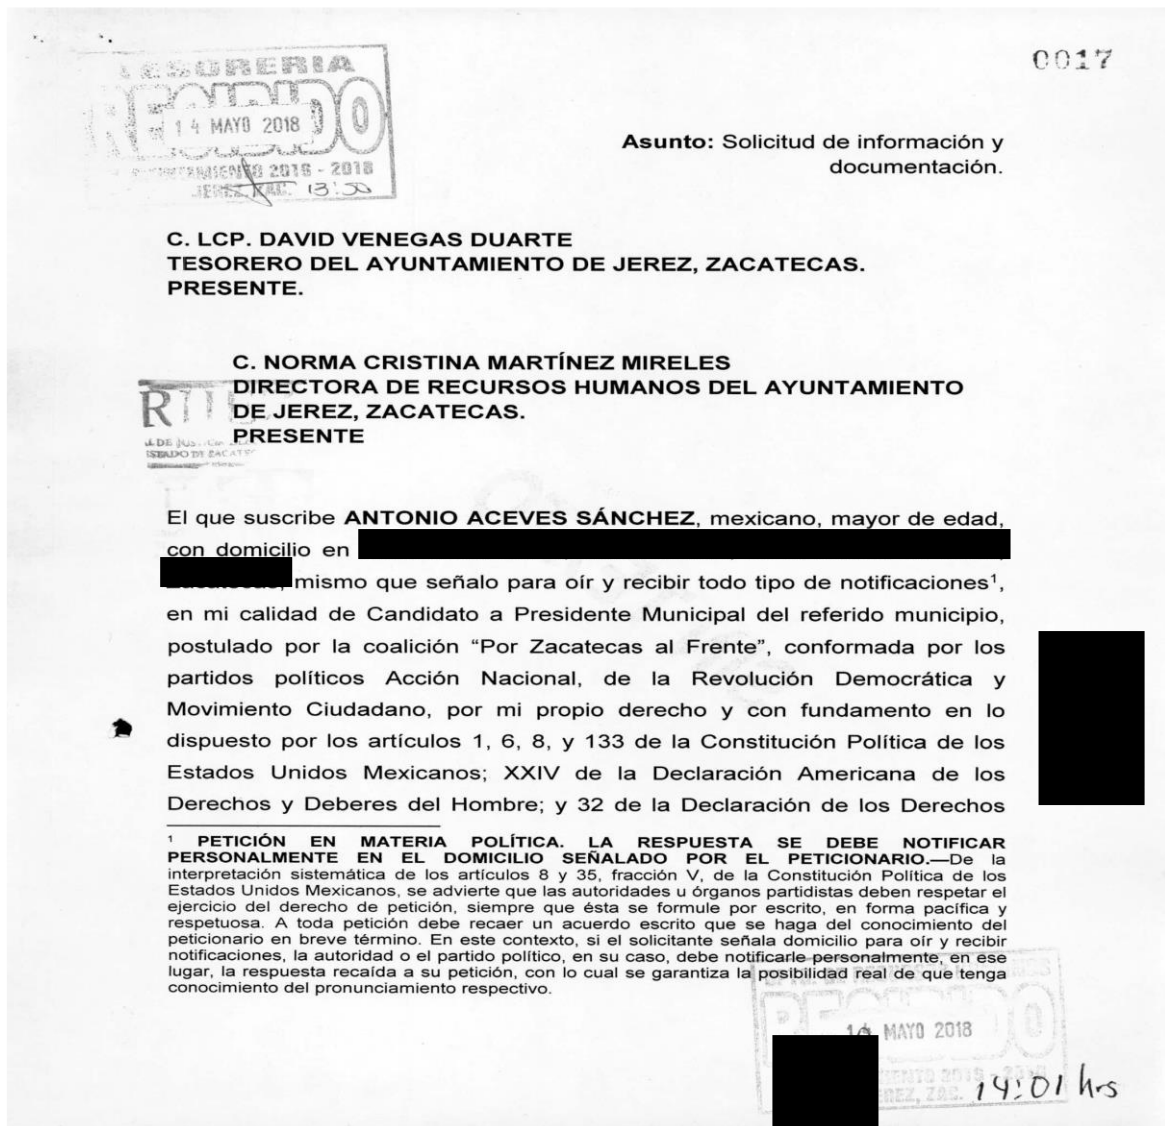 0017
TESORERIA
RECIBIDO
14 MAYO 2018
AYUNTAMIENTO 2016 - 2018
JEREZ, ZAC. 13:50
Asunto: Solicitud de información y
documentación.
C. LCP. DAVID VENEGAS DUARTE
TESORERO DEL AYUNTAMIENTO DE JEREZ, ZACATECAS.
PRESENTE.
C. NORMA CRISTINA MARTÍNEZ MIRELES
DIRECTORA DE RECURSOS HUMANOS DEL AYUNTAMIENTO
DE JEREZ, ZACATECAS.
PRESENTE
El que suscribe ANTONIO ACEVES SÁNCHEZ, mexicano, mayor de edad,
con domicilio en
mismo que señalo para oír y recibir todo tipo de notificaciones¹,
en mi calidad de Candidato a Presidente Municipal del referido municipio,
postulado por la coalición “Por Zacatecas al Frente”, conformada por los
partidos políticos Acción Nacional, de la Revolución Democrática y
Movimiento Ciudadano, por mi propio derecho y con fundamento en lo
dispuesto por los artículos 1, 6, 8, y 133 de la Constitución Política de los
Estados Unidos Mexicanos; XXIV de la Declaración Americana de los
Derechos y Deberes del Hombre; y 32 de la Declaración de los Derechos
¹ PETICIÓN EN MATERIA POLÍTICA. LA RESPUESTA SE DEBE NOTIFICAR
PERSONALMENTE EN EL DOMICILIO SEÑALADO POR EL PETICIONARIO.—De la
interpretación sistemática de los artículos 8 y 35, fracción V, de la Constitución Política de los
Estados Unidos Mexicanos, se advierte que las autoridades u órganos partidistas deben respetar el
ejercicio del derecho de petición, siempre que ésta se formule por escrito, en forma pacífica y
respetuosa. A toda petición debe recaer un acuerdo escrito que se haga del conocimiento del
peticionario en breve término. En este contexto, si el solicitante señala domicilio para oír y recibir
notificaciones, la autoridad o el partido político, en su caso, debe notificarle personalmente, en ese
lugar, la respuesta recaída a su petición, con lo cual se garantiza la posibilidad real de que tenga
conocimiento del pronunciamiento respectivo.
RECIBIDO
14 MAYO 2018
14:01 hrs